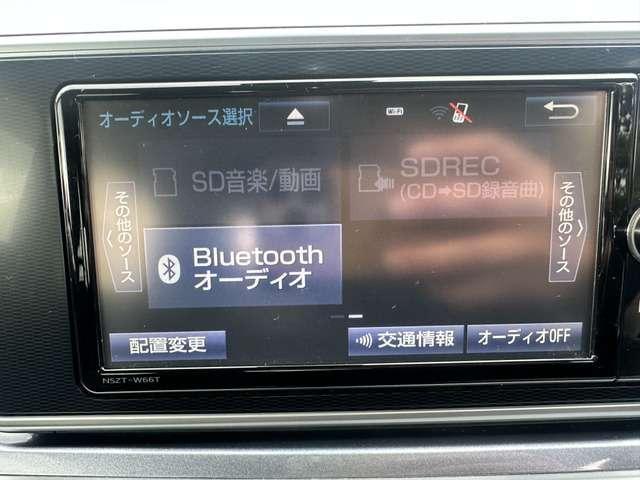 オーディオソース選択
Wi-Fi
SD音楽/動画
SDREC
(CD➡SD録音曲)
その他のソース
その他のソース
Bluetooth
オーディオ
配置変更
交通情報
オーディオOFF
NSZT-W66T